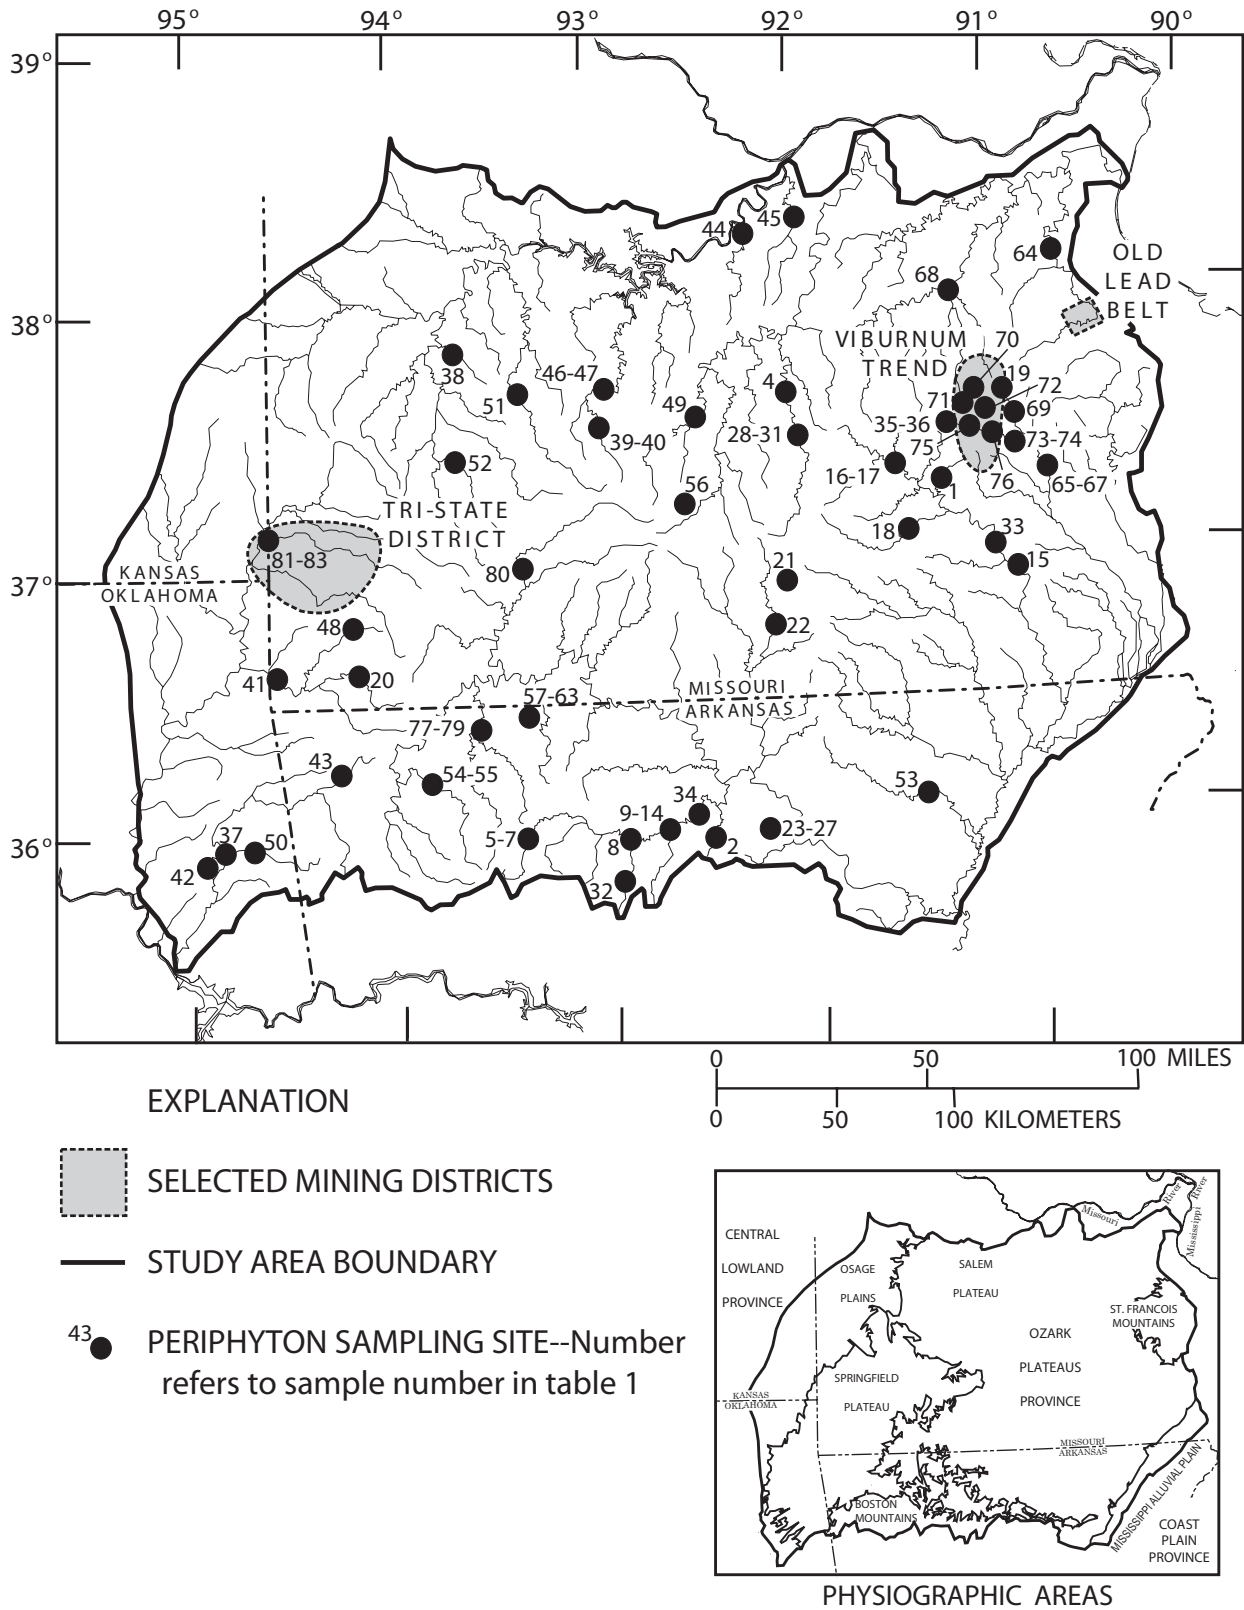 95° 94° 93° 92° 91° 90°
39°
45
44
64
OLD
LEAD
BELT
68
38°
VIBURNUM
TREND
70
38
46-47
4
19
72
51
49
71
69
39-40
28-31
35-36
75
73-74
52
16-17
56
1
76
65-67
TRI-STATE
DISTRICT
18
33
81-83
80
21
15
37°
KANSAS
OKLAHOMA
48
22
41
20
MISSOURI
ARKANSAS
57-63
77-79
43
54-55
53
34
9-14
36°
37
50
5-7
8
2
23-27
42
32
0 50 100 MILES
0 50 100 KILOMETERS
EXPLANATION
SELECTED MINING DISTRICTS
STUDY AREA BOUNDARY
43
PERIPHYTON SAMPLING SITE--Number
refers to sample number in table 1
Missouri
River
Mississippi
River
CENTRAL
LOWLAND
PROVINCE
OSAGE
PLAINS
SALEM
PLATEAU
ST. FRANCOIS
MOUNTAINS
OZARK
PLATEAUS
PROVINCE
SPRINGFIELD
PLATEAU
KANSAS
OKLAHOMA
MISSOURI
ARKANSAS
BOSTON
MOUNTAINS
MISSISSIPPI ALLUVIAL PLAIN
COAST
PLAIN
PROVINCE
PHYSIOGRAPHIC AREAS